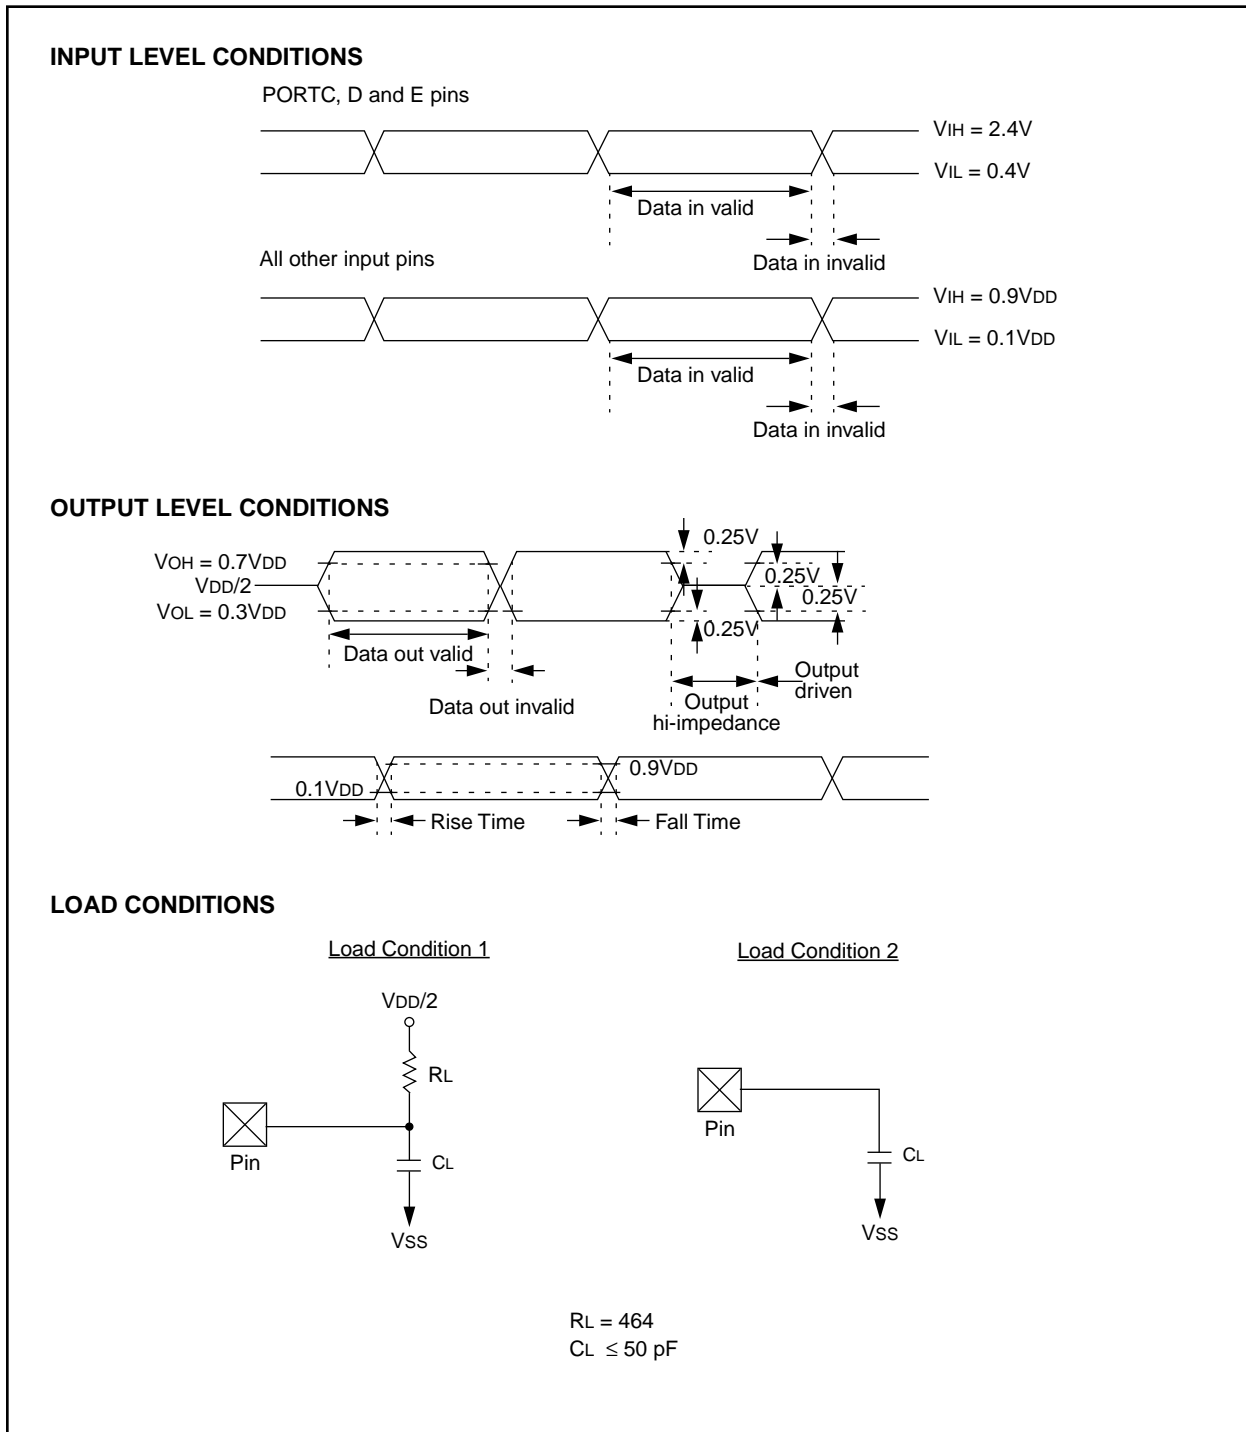 INPUT LEVEL CONDITIONS
PORTC, D and E pins
VIH = 2.4V
VIL = 0.4V
Data in valid
Data in invalid
All other input pins
VIH = 0.9VDD
VIL = 0.1VDD
Data in valid
Data in invalid
OUTPUT LEVEL CONDITIONS
0.25V
VOH = 0.7VDD
VDD/2
VOL = 0.3VDD
0.25V
0.25V
0.25V
Data out valid
Data out invalid
Output
hi-impedance
Output
driven
0.9VDD
0.1VDD
Rise Time
Fall Time
LOAD CONDITIONS
Load Condition 1
Load Condition 2
VDD/2
RL
Pin
CL
VSS
Pin
CL
VSS
RL = 464
CL ≤ 50 pF